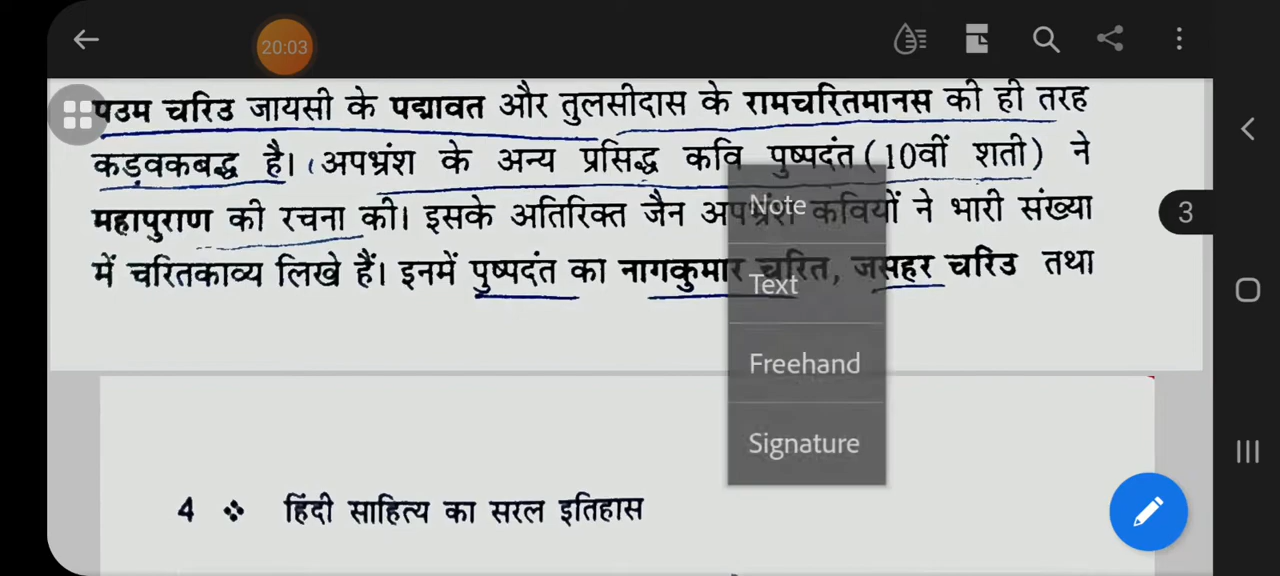 20:03
पउम चरिउ जायसी के पद्मावत और तुलसीदास के रामचरितमानस की ही तरह
कड़वकबद्ध है। अपभ्रंश के अन्य प्रसिद्ध कवि पुष्पदंत (10वीं शती) ने
महापुराण की रचना की। इसके अतिरिक्त जैन अपभ्रंश कवियों ने भारी संख्या
में चरितकाव्य लिखे हैं। इनमें पुष्पदंत का नागकुमार चरित, जसहर चरिउ तथा
3
Note
Text
Freehand
Signature
4 ❖ हिंदी साहित्य का सरल इतिहास